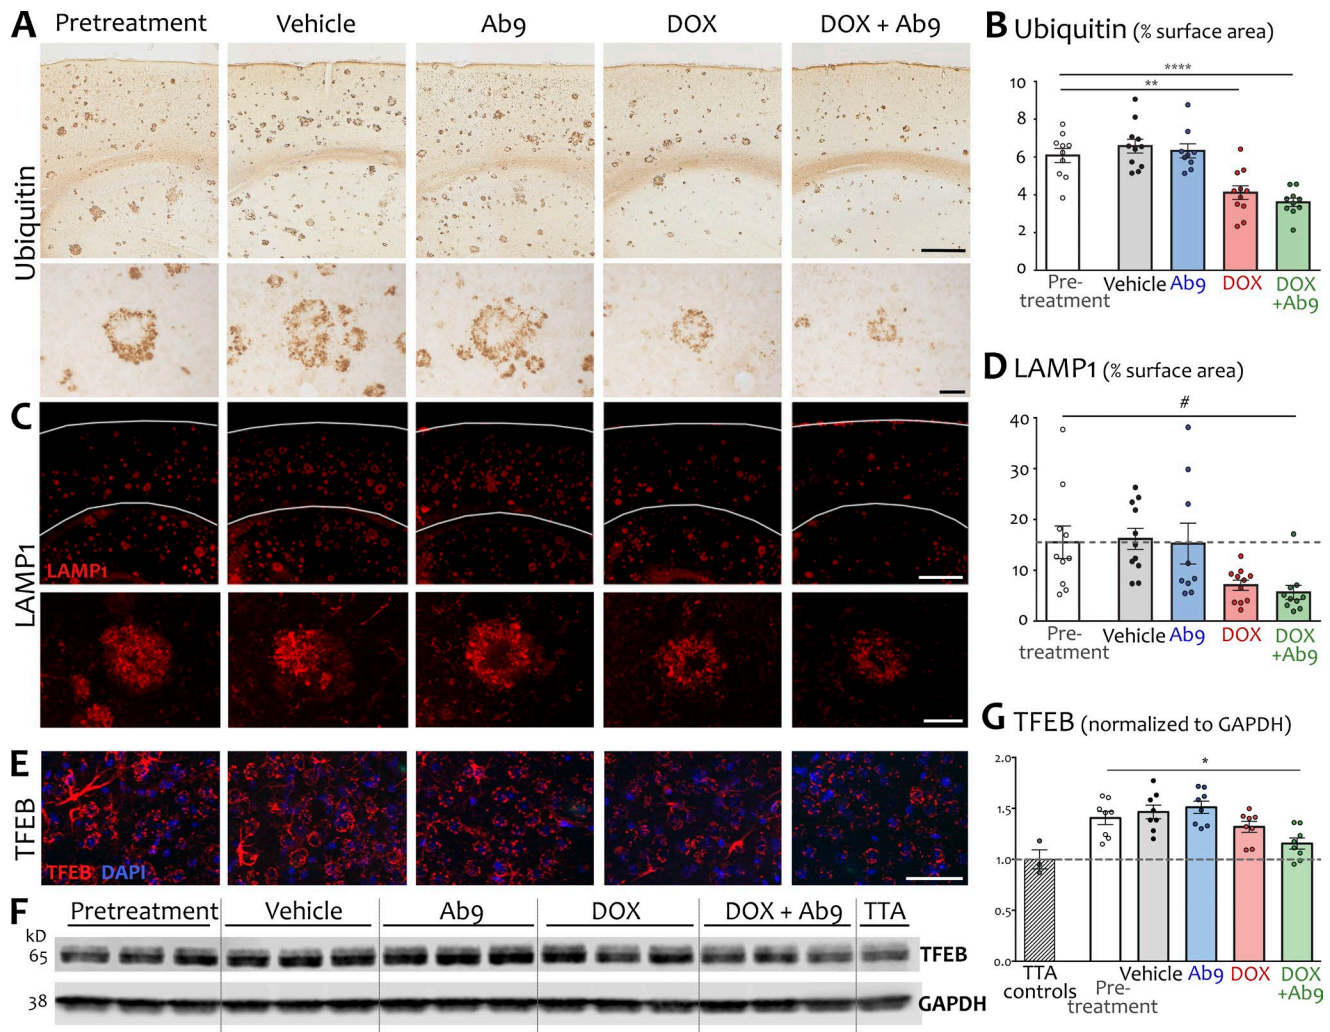 A Pretreatment Vehicle Ab9 DOX DOX + Ab9
Ubiquitin
B Ubiquitin (% surface area)
****
**
10
8
6
4
2
0
Pre-treatment Vehicle Ab9 DOX DOX +Ab9
C
LAMP1
LAMP1
D LAMP1 (% surface area)
#
40
30
20
10
0
Pre-treatment Vehicle Ab9 DOX DOX +Ab9
E
TFEB
TFEB DAPI
F Pretreatment Vehicle Ab9 DOX DOX + Ab9 TTA
kD
65 TFEB
38 GAPDH
G TFEB (normalized to GAPDH)
*
2.0
1.5
1.0
0.5
0.0
TTA controls Pre-treatment Vehicle Ab9 DOX DOX +Ab9